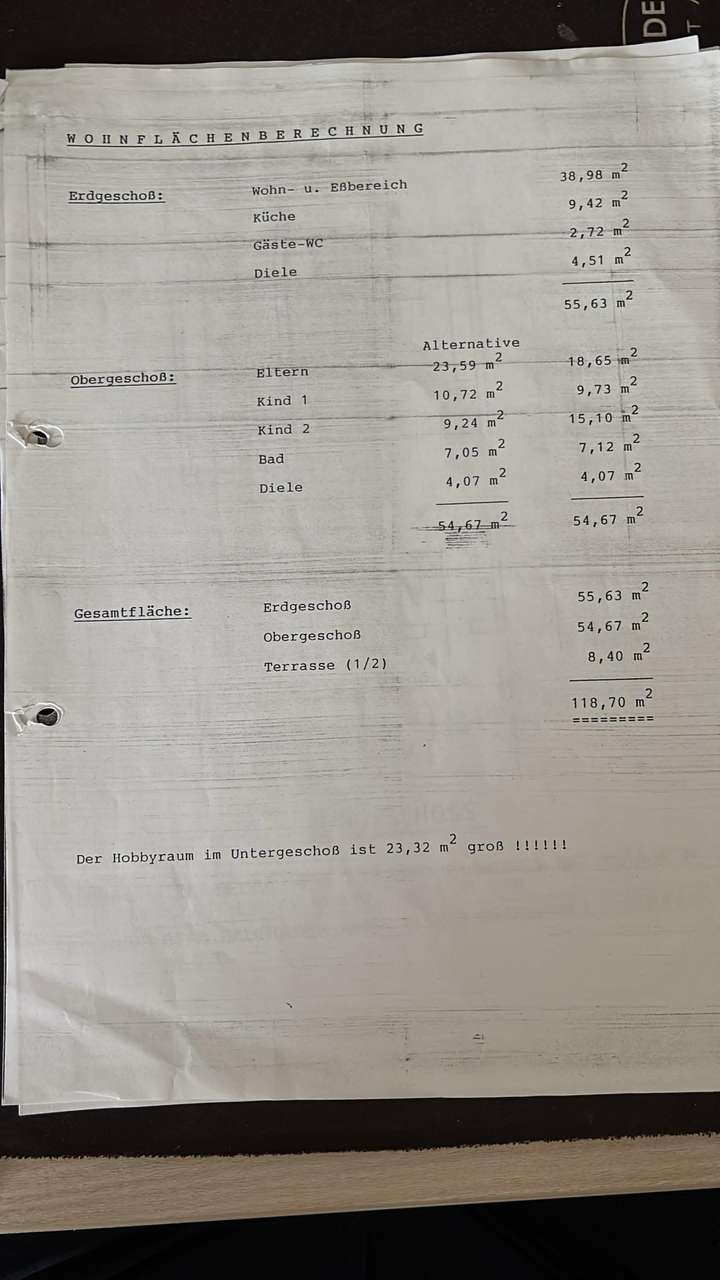 DE
T
W O H N F L Ä C H E N B E R E C H N U N G
Erdgeschoß: Wohn- u. Eßbereich 38,98 m²
Küche 9,42 m²
Gäste-WC 2,72 m²
Diele 4,51 m²
55,63 m²
Alternative
Obergeschoß: Eltern 23,59 m² 18,65 m²
Kind 1 10,72 m² 9,73 m²
Kind 2 9,24 m² 15,10 m²
Bad 7,05 m² 7,12 m²
Diele 4,07 m² 4,07 m²
54,67 m² 54,67 m²
Gesamtfläche: Erdgeschoß 55,63 m²
Obergeschoß 54,67 m²
Terrasse (1/2) 8,40 m²
118,70 m²
=========
Der Hobbyraum im Untergeschoß ist 23,32 m² groß !!!!!!